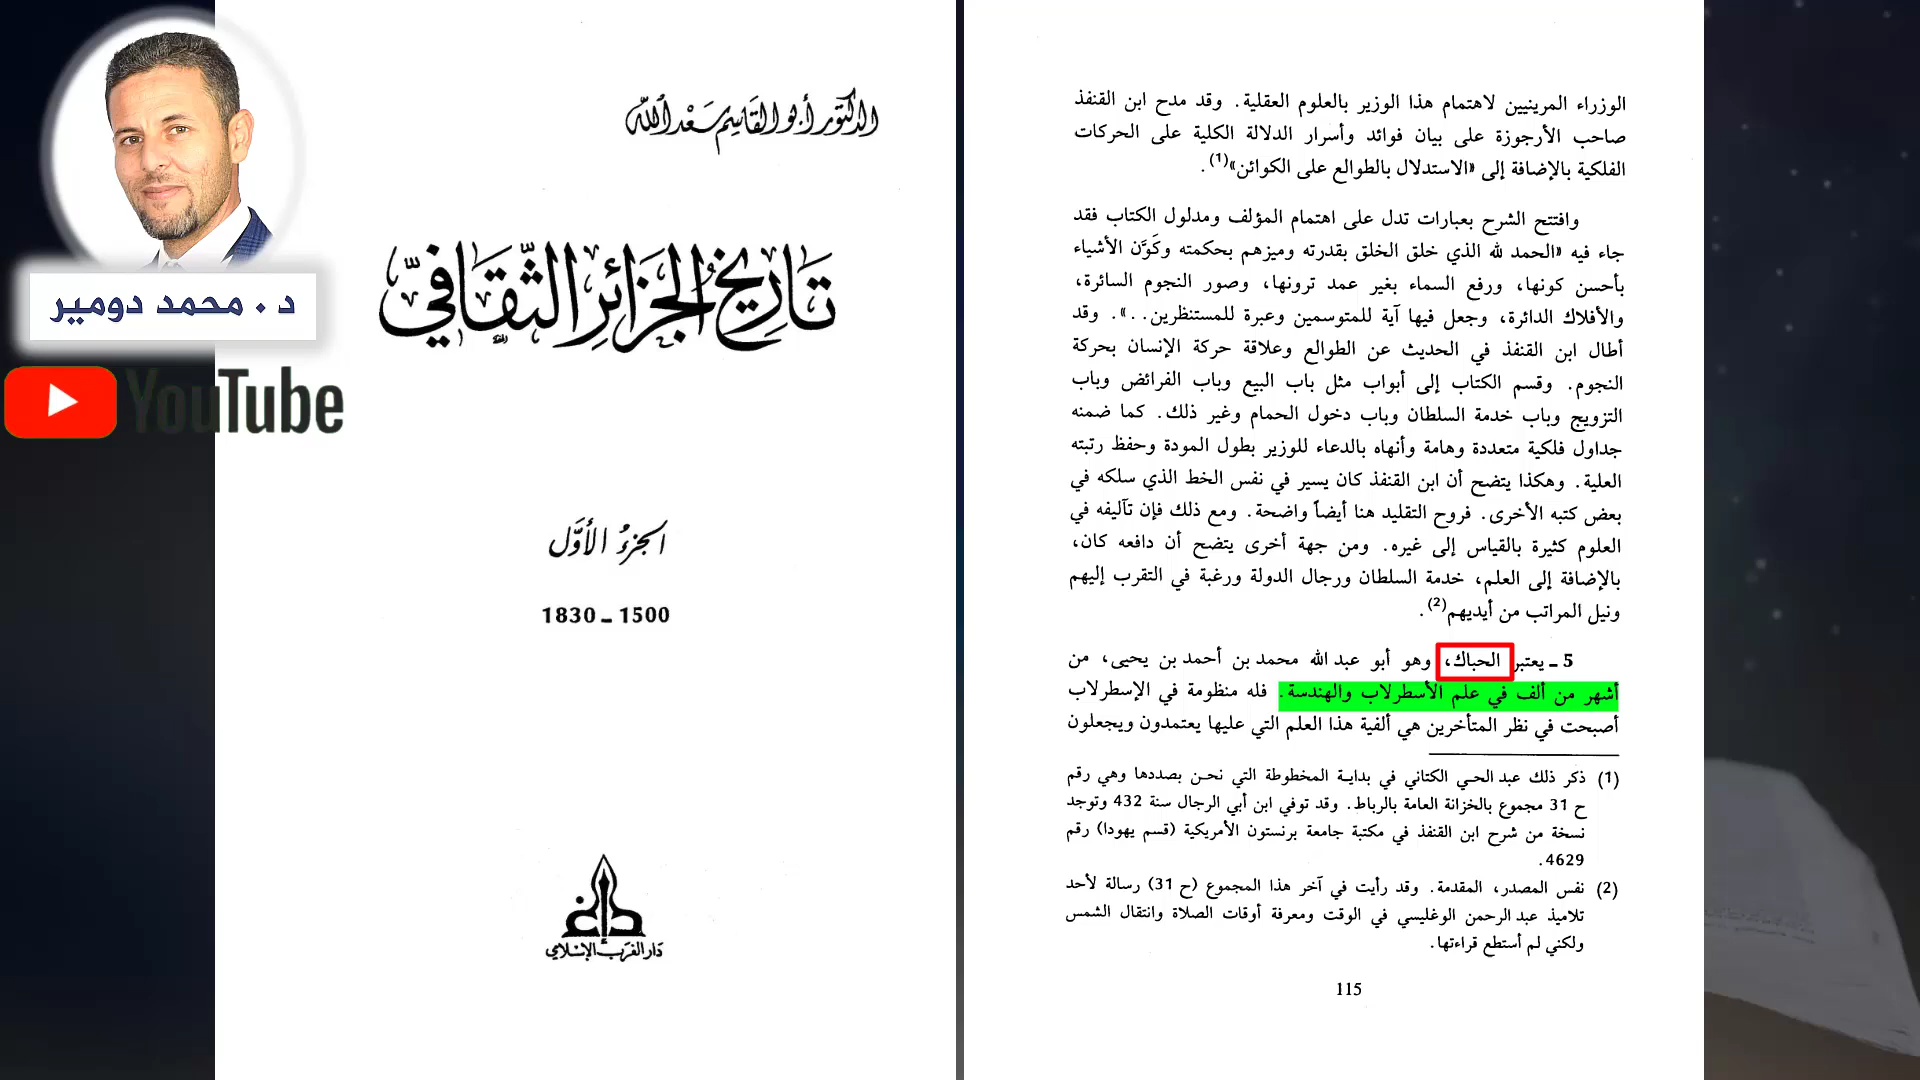 د. محمد دومير
YouTube
الدكتور أبو القاسم سَعْد الله
تَارِيخُ الجَزَائِرِ الثَّقَافِيّ
الجزءُ الأَوَّل
1500 – 1830
دَار الغَرب الإسْلامي
الوزراء المرينيين لاهتمام هذا الوزير بالعلوم العقلية. وقد مدح ابن القنفذ
صاحب الأرجوزة على بيان فوائد وأسرار الدلالة الكلية على الحركات
الفلكية بالإضافة إلى «الاستدلال بالطوالع على الكوائن»(1).
وافتتح الشرح بعبارات تدل على اهتمام المؤلف ومدلول الكتاب فقد
جاء فيه «الحمد لله الذي خلق الخلق بقدرته وميزهم بحكمته وكَوَّن الأشياء
بأحسن كونها، ورفع السماء بغير عمد ترونها، وصور النجوم السائرة،
والأفلاك الدائرة، وجعل فيها آية للمتوسمين وعبرة للمستنظرين..». وقد
أطال ابن القنفذ في الحديث عن الطوالع وعلاقة حركة الإنسان بحركة
النجوم. وقسم الكتاب إلى أبواب مثل باب البيع وباب الفرائض وباب
التزويج وباب خدمة السلطان وباب دخول الحمام وغير ذلك. كما ضمنه
جداول فلكية متعددة وهامة وأنهاه بالدعاء للوزير بطول المودة وحفظ رتبته
العلية. وهكذا يتضح أن ابن القنفذ كان يسير في نفس الخط الذي سلكه في
بعض كتبه الأخرى. فروح التقليد هنا أيضاً واضحة. ومع ذلك فإن تآليفه في
العلوم كثيرة بالقياس إلى غيره. ومن جهة أخرى يتضح أن دافعه كان،
بالإضافة إلى العلم، خدمة السلطان ورجال الدولة ورغبة في التقرب إليهم
ونيل المراتب من أيديهم(2).
5 – يعتبر الحباك، وهو أبو عبد الله محمد بن أحمد بن يحيى، من
أشهر من ألف في علم الأسطرلاب والهندسة. فله منظومة في الإسطرلاب
أصبحت في نظر المتأخرين هي ألفية هذا العلم التي عليها يعتمدون ويجعلون
(1) ذكر ذلك عبد الحي الكتاني في بداية المخطوطة التي نحن بصددها وهي رقم
ح 31 مجموع بالخزانة العامة بالرباط. وقد توفي ابن أبي الرجال سنة 432 وتوجد
نسخة من شرح ابن القنفذ في مكتبة جامعة برنستون الأمريكية (قسم يهودا) رقم
4629.
(2) نفس المصدر، المقدمة. وقد رأيت في آخر هذا المجموع (ح 31) رسالة لأحد
تلاميذ عبد الرحمن الوغليسي في الوقت ومعرفة أوقات الصلاة وانتقال الشمس
ولكني لم أستطع قراءتها.
115